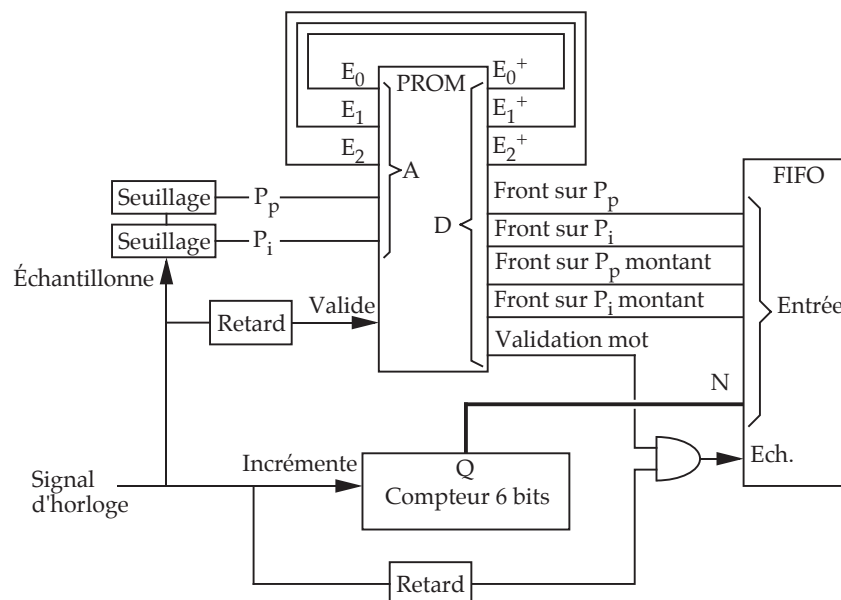 E0 PROM E0+
E1 E1+
E2 E2+
A
FIFO
Seuillage Pp
Front sur Pp
D
Seuillage Pi
Front sur Pi
Échantillonne
Front sur Pp montant
Entrée
Retard Valide
Front sur Pi montant
Validation mot
N
Signal
d'horloge
Incrémente
Q
Compteur 6 bits
Ech.
Retard